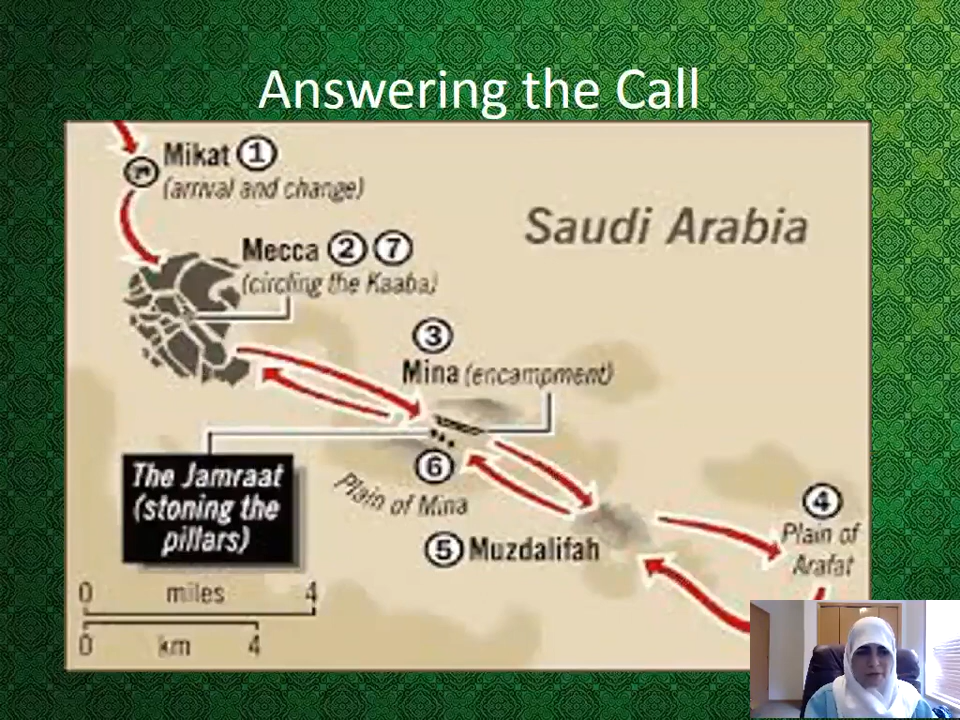 Answering the Call
Mikat 1
(arrival and change)
Saudi Arabia
Mecca 2 7
(circling the Kaaba)
3
Mina (encampment)
The Jamraat
(stoning the
pillars)
6
Plain of Mina
4
Plain of
Arafat
5 Muzdalifah
0 miles 4
0 km 4